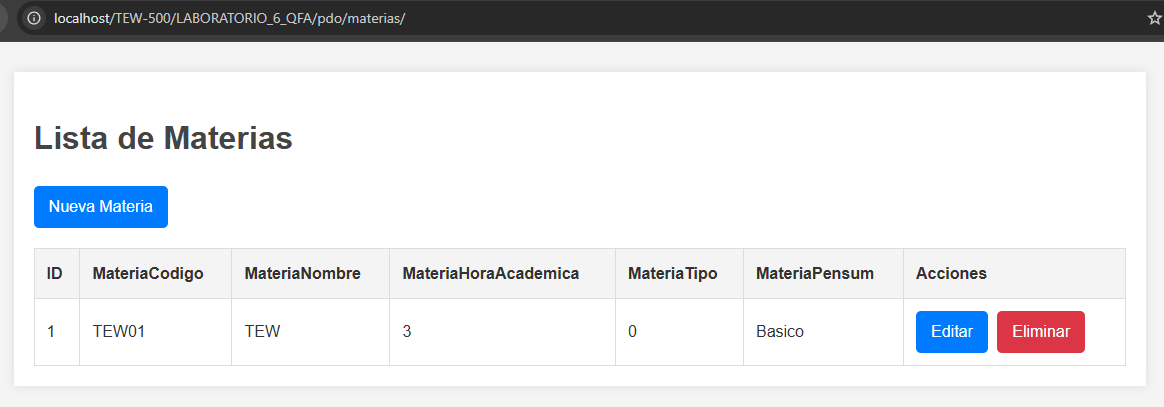 localhost/TEW-500/LABORATORIO_6_QFA/pdo/materias/
Lista de Materias
Nueva Materia
ID MateriaCodigo MateriaNombre MateriaHoraAcademica MateriaTipo MateriaPensum Acciones
1 TEW01 TEW 3 0 Basico Editar Eliminar